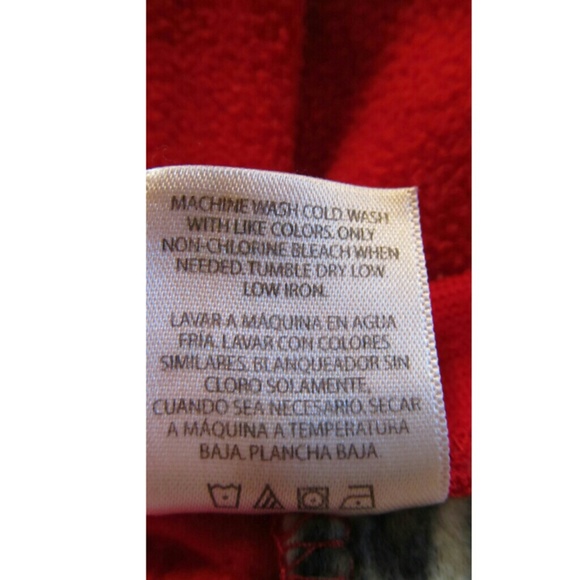 MACHINE WASH COLD. WASH
WITH LIKE COLORS. ONLY
NON-CHLORINE BLEACH WHEN
NEEDED. TUMBLE DRY LOW
LOW IRON.
LAVAR A MÁQUINA EN AGUA
FRÍA. LAVAR CON COLORES
SIMILARES. BLANQUEADOR SIN
CLORO SOLAMENTE,
CUANDO SEA NECESARIO. SECAR
A MÁQUINA A TEMPERATURA
BAJA. PLANCHA BAJA.